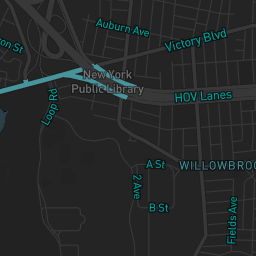 Auburn Ave
Victory Blvd
on St
New York
Public Library
HOV Lanes
Loop Rd
A St
WILLOWBROO
2 Ave
B St
Fields Ave